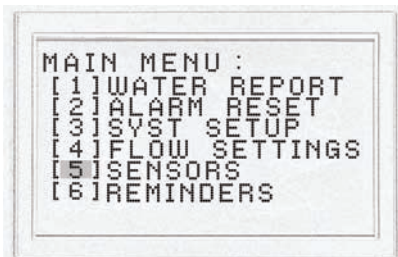 MAIN MENU:
[1]WATER REPORT
[2]ALARM RESET
[3]SYST SETUP
[4]FLOW SETTINGS
[5]SENSORS
[6]REMINDERS